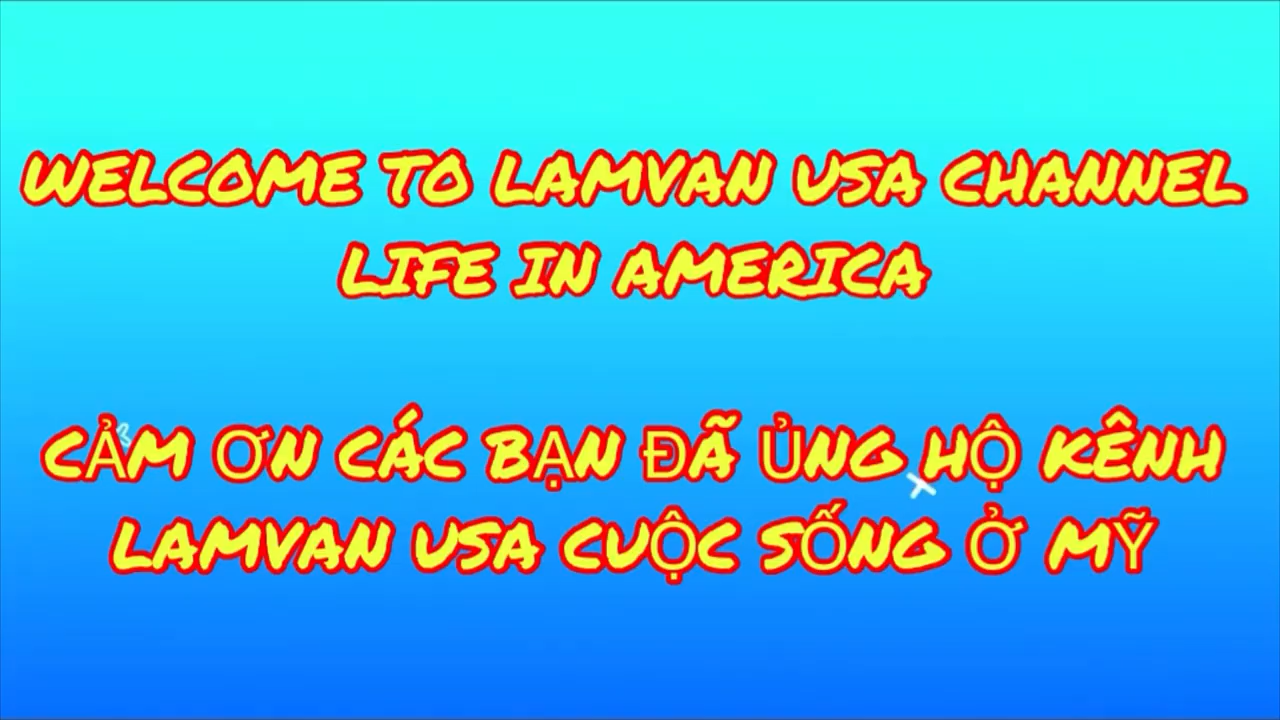 WELCOME TO LAMVAN USA CHANNEL
LIFE IN AMERICA
CẢM ƠN CÁC BẠN ĐÃ ỦNG HỘ KÊNH
LAMVAN USA CUỘC SỐNG Ở MỸ